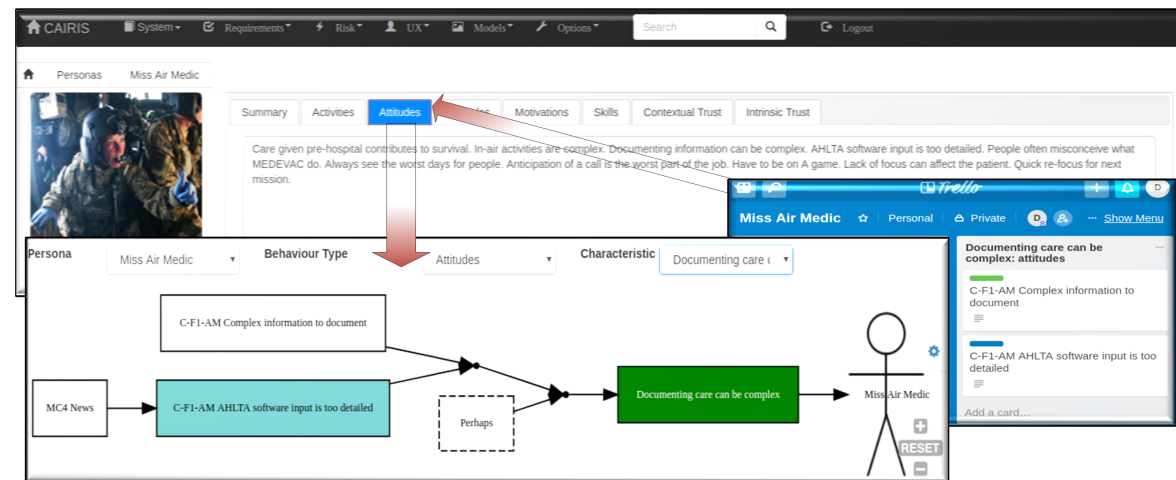 CAIRIS System Requirements Risk UX Models Options Search Logout
Personas Miss Air Medic
Summary Activities Attitudes Motivations Skills Contextual Trust Intrinsic Trust
Care given pre-hospital contributes to survival. In-air activities are complex. Documenting information can be complex. AHLTA software input is too detailed. People often misconceive what
MEDEVAC do. Always see the worst days for people. Anticipation of a call is the worst part of the job. Have to be on A game. Lack of focus can affect the patient. Quick re-focus for next
mission.
Trello D
Miss Air Medic Personal Private D Show Menu
Documenting care can be
complex: attitudes
C-F1-AM Complex information to
document
C-F1-AM AHLTA software input is too
detailed
Add a card…
Persona Miss Air Medic Behaviour Type Attitudes Characteristic Documenting care
C-F1-AM Complex information to document
MC4 News
C-F1-AM AHLTA software input is too detailed
Perhaps
Documenting care can be complex
Miss Air Medic
RESET